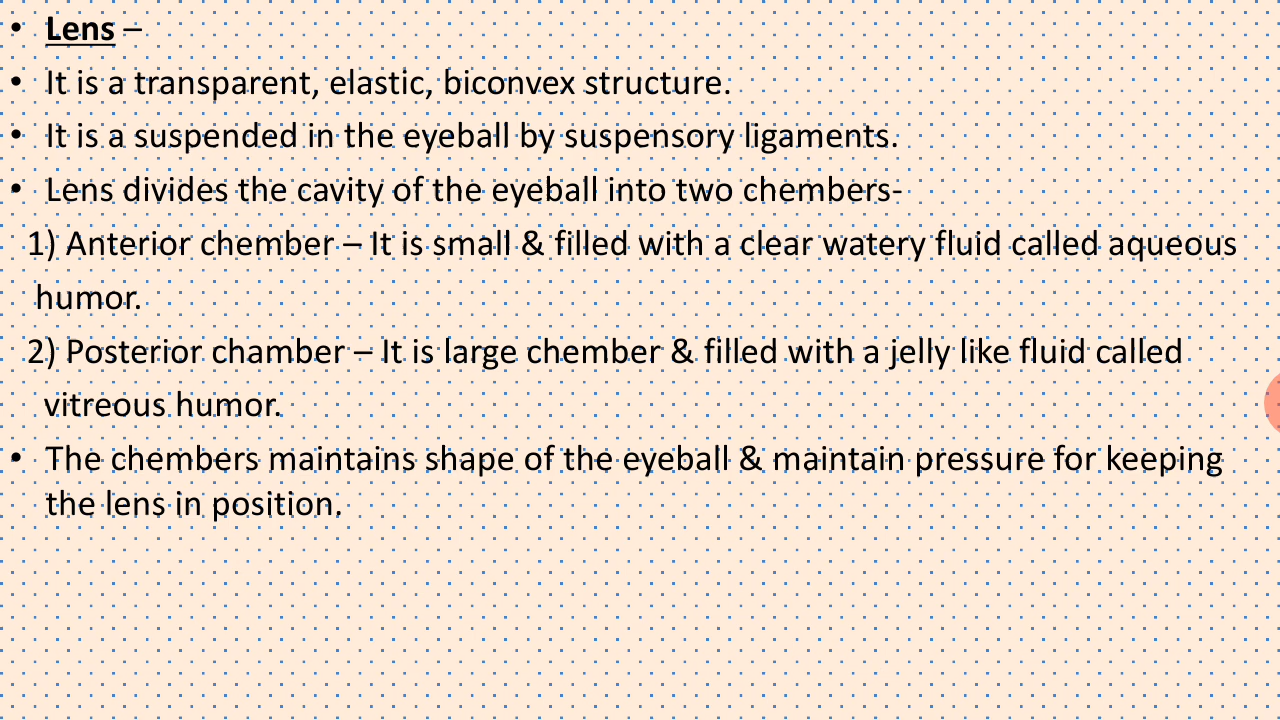 • Lens –
• It is a transparent, elastic, biconvex structure.
• It is a suspended in the eyeball by suspensory ligaments.
• Lens divides the cavity of the eyeball into two chembers-
1) Anterior chember – It is small & filled with a clear watery fluid called aqueous
humor.
2) Posterior chamber – It is large chember & filled with a jelly like fluid called
vitreous humor.
• The chembers maintains shape of the eyeball & maintain pressure for keeping
the lens in position.